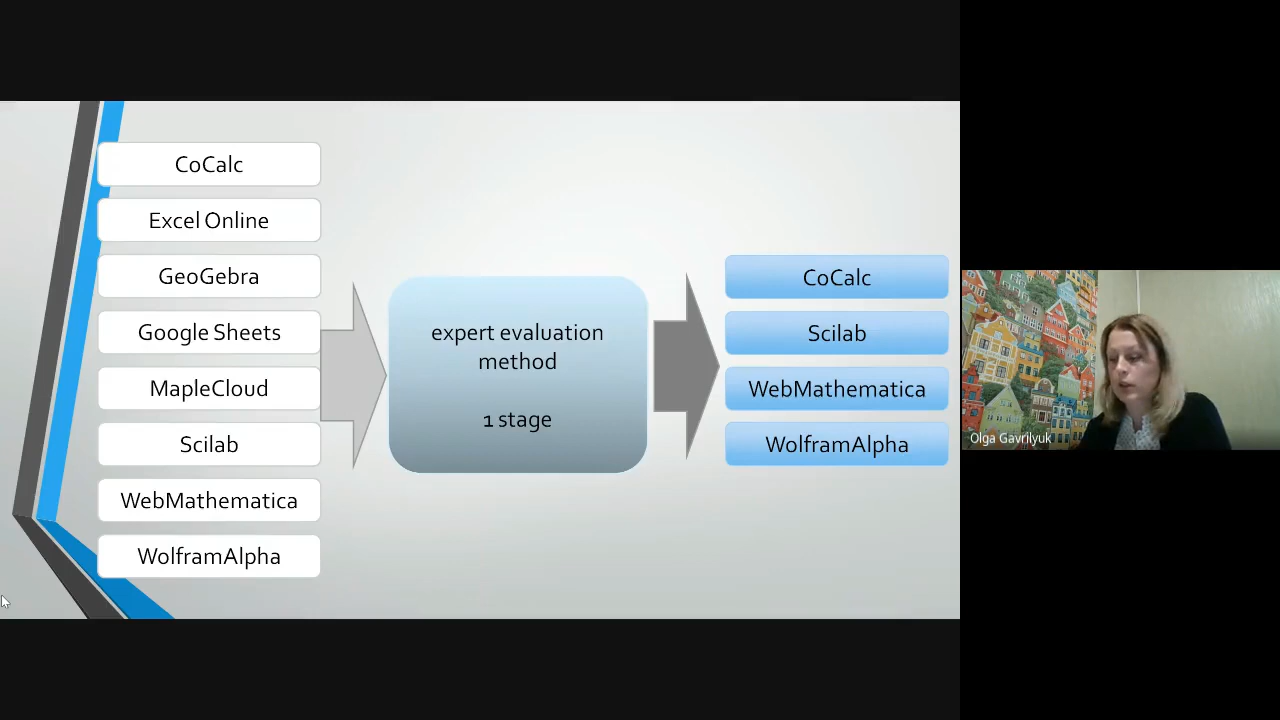 CoCalc
Excel Online
GeoGebra
Google Sheets
MapleCloud
Scilab
WebMathematica
WolframAlpha
expert evaluation
method
1 stage
CoCalc
Scilab
WebMathematica
WolframAlpha
Olga Gavrilyuk